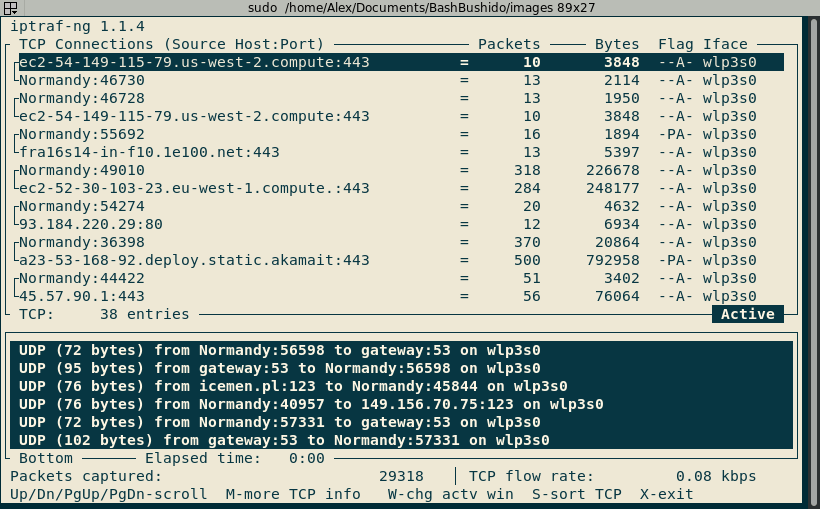 sudo /home/Alex/Documents/BashBushido/images 89x27
iptraf-ng 1.1.4
TCP Connections (Source Host:Port) Packets Bytes Flag Iface
ec2-54-149-115-79.us-west-2.compute:443 = 10 3848 --A- wlp3s0
Normandy:46730 = 13 2114 --A- wlp3s0
Normandy:46728 = 13 1950 --A- wlp3s0
ec2-54-149-115-79.us-west-2.compute:443 = 10 3848 --A- wlp3s0
Normandy:55692 = 16 1894 -PA- wlp3s0
fra16s14-in-f10.1e100.net:443 = 13 5397 --A- wlp3s0
Normandy:49010 = 318 226678 --A- wlp3s0
ec2-52-30-103-23.eu-west-1.compute.:443 = 284 248177 --A- wlp3s0
Normandy:54274 = 20 4632 --A- wlp3s0
93.184.220.29:80 = 12 6934 --A- wlp3s0
Normandy:36398 = 370 20864 --A- wlp3s0
a23-53-168-92.deploy.static.akamait:443 = 500 792958 -PA- wlp3s0
Normandy:44422 = 51 3402 --A- wlp3s0
45.57.90.1:443 = 56 76064 --A- wlp3s0
TCP: 38 entries Active
UDP (72 bytes) from Normandy:56598 to gateway:53 on wlp3s0
UDP (95 bytes) from gateway:53 to Normandy:56598 on wlp3s0
UDP (76 bytes) from icemen.pl:123 to Normandy:45844 on wlp3s0
UDP (76 bytes) from Normandy:40957 to 149.156.70.75:123 on wlp3s0
UDP (72 bytes) from Normandy:57331 to gateway:53 on wlp3s0
UDP (102 bytes) from gateway:53 to Normandy:57331 on wlp3s0
Bottom Elapsed time: 0:00
Packets captured: 29318 TCP flow rate: 0.08 kbps
Up/Dn/PgUp/PgDn-scroll M-more TCP info W-chg actv win S-sort TCP X-exit